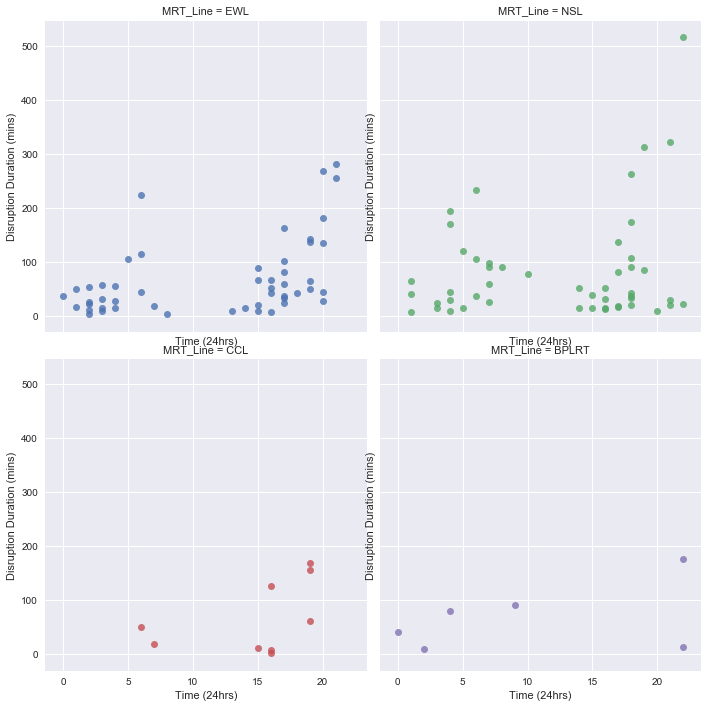 MRT_Line = EWL
MRT_Line = NSL
500
400
300
200
100
0
Disruption Duration (mins)
Disruption Duration (mins)
Time (24hrs)
Time (24hrs)
MRT_Line = CCL
MRT_Line = BPLRT
500
400
300
200
100
0
Disruption Duration (mins)
Disruption Duration (mins)
0 5 10 15 20
0 5 10 15 20
Time (24hrs)
Time (24hrs)